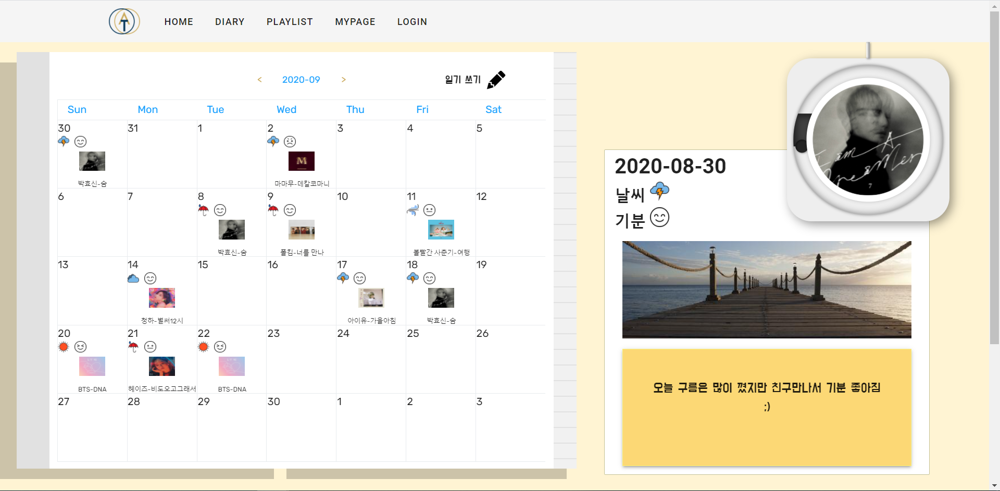 AT
HOME DIARY PLAYLIST MYPAGE LOGIN
< 2020-09 >
일기 쓰기
Sun Mon Tue Wed Thu Fri Sat
30 31 1 2 3 4 5
M
박효신-숨 마마무-데칼코마니
6 7 8 9 10 11 12
박효신-숨 폴킴-너를 만나 볼빨간 사춘기-여행
13 14 15 16 17 18 19
청하-벌써12시 아이유-가을아침 박효신-숨
20 21 22 23 24 25 26
BTS-DNA 헤이즈-비도오고그래서 BTS-DNA
27 28 29 30 1 2 3
I am A
Dreamer
7
2020-08-30
날씨
기분
오늘 구름은 많이 꼈지만 친구만나서 기분 좋아짐
;)